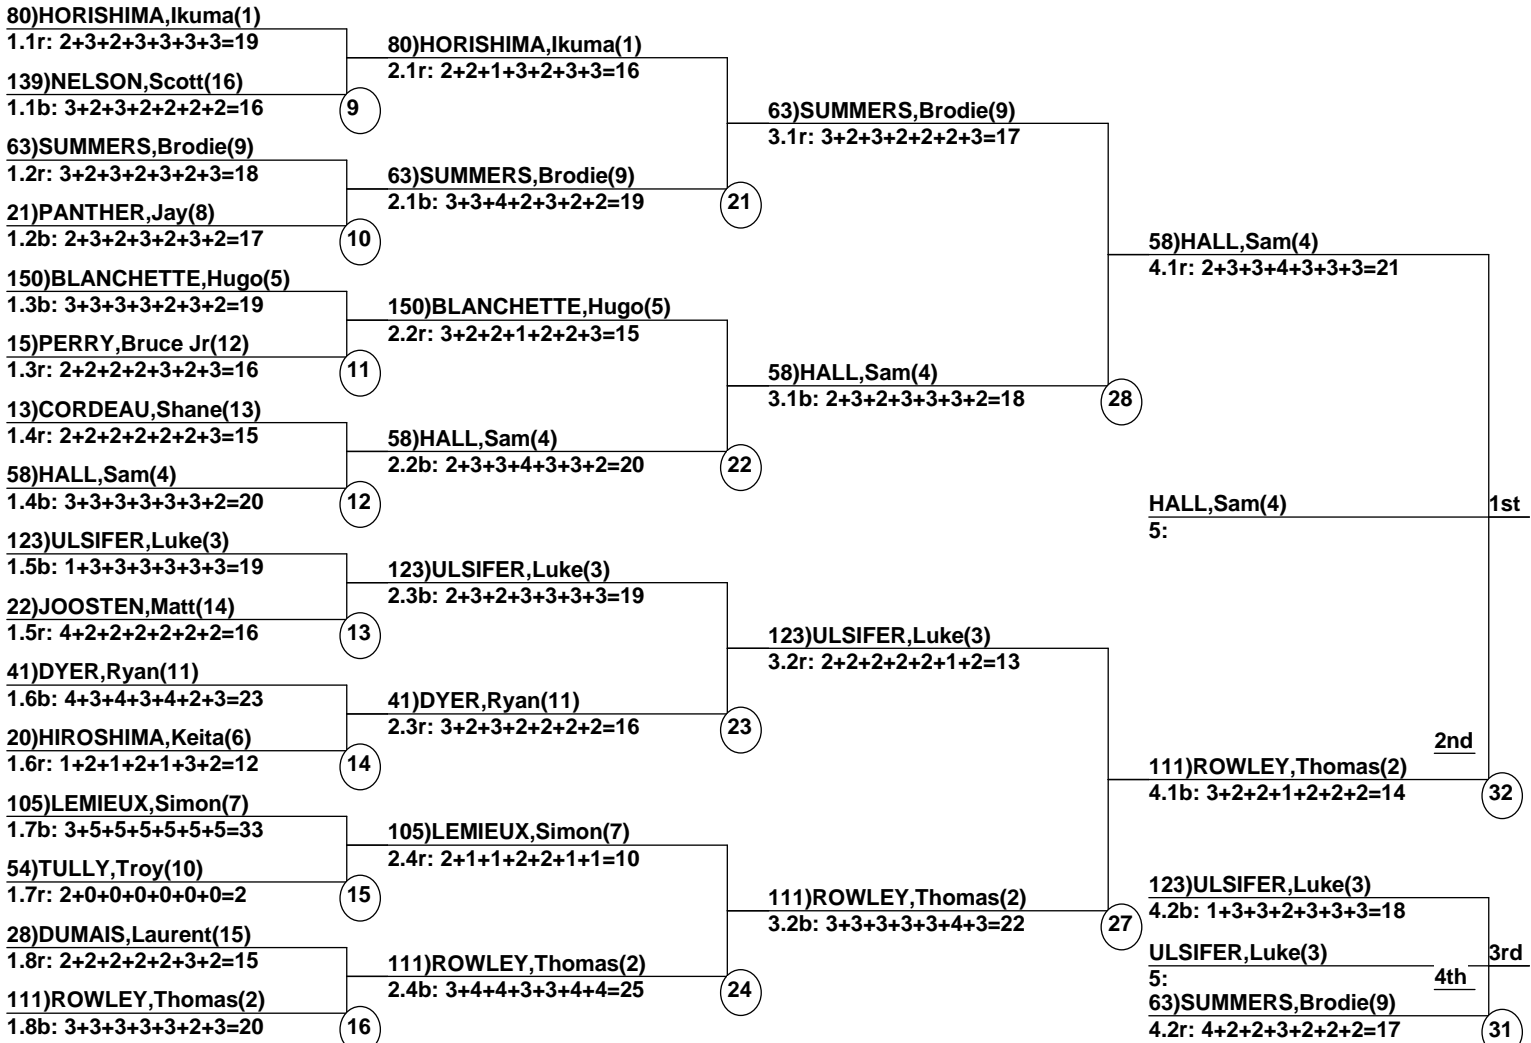 80)HORISHIMA,Ikuma(1)
1.1r: 2+3+2+3+3+3+3=19
139)NELSON,Scott(16)
1.1b: 3+2+3+2+2+2+2=16
9
63)SUMMERS,Brodie(9)
1.2r: 3+2+3+2+3+2+3=18
21)PANTHER,Jay(8)
1.2b: 2+3+2+3+2+3+2=17
10
150)BLANCHETTE,Hugo(5)
1.3b: 3+3+3+3+2+3+2=19
15)PERRY,Bruce Jr(12)
1.3r: 2+2+2+2+3+2+3=16
11
13)CORDEAU,Shane(13)
1.4r: 2+2+2+2+2+2+3=15
58)HALL,Sam(4)
1.4b: 3+3+3+3+3+3+2=20
12
123)ULSIFER,Luke(3)
1.5b: 1+3+3+3+3+3+3=19
22)JOOSTEN,Matt(14)
1.5r: 4+2+2+2+2+2+2=16
13
41)DYER,Ryan(11)
1.6b: 4+3+4+3+4+2+3=23
20)HIROSHIMA,Keita(6)
1.6r: 1+2+1+2+1+3+2=12
14
105)LEMIEUX,Simon(7)
1.7b: 3+5+5+5+5+5+5=33
54)TULLY,Troy(10)
1.7r: 2+0+0+0+0+0+0=2
15
28)DUMAIS,Laurent(15)
1.8r: 2+2+2+2+2+3+2=15
111)ROWLEY,Thomas(2)
1.8b: 3+3+3+3+3+2+3=20
16
80)HORISHIMA,Ikuma(1)
2.1r: 2+2+1+3+2+3+3=16
63)SUMMERS,Brodie(9)
2.1b: 3+3+4+2+3+2+2=19
21
150)BLANCHETTE,Hugo(5)
2.2r: 3+2+2+1+2+2+3=15
58)HALL,Sam(4)
2.2b: 2+3+3+4+3+3+2=20
22
123)ULSIFER,Luke(3)
2.3b: 2+3+2+3+3+3+3=19
41)DYER,Ryan(11)
2.3r: 3+2+3+2+2+2+2=16
23
105)LEMIEUX,Simon(7)
2.4r: 2+1+1+2+2+1+1=10
111)ROWLEY,Thomas(2)
2.4b: 3+4+4+3+3+4+4=25
24
63)SUMMERS,Brodie(9)
3.1r: 3+2+3+2+2+2+3=17
58)HALL,Sam(4)
3.1b: 2+3+2+3+3+3+2=18
28
123)ULSIFER,Luke(3)
3.2r: 2+2+2+2+2+1+2=13
111)ROWLEY,Thomas(2)
3.2b: 3+3+3+3+3+4+3=22
27
58)HALL,Sam(4)
4.1r: 2+3+3+4+3+3+3=21
HALL,Sam(4)
1st
5:
2nd
111)ROWLEY,Thomas(2)
4.1b: 3+2+2+1+2+2+2=14
32
123)ULSIFER,Luke(3)
4.2b: 1+3+3+2+3+3+3=18
ULSIFER,Luke(3)
3rd
5:
4th
63)SUMMERS,Brodie(9)
4.2r: 4+2+2+3+2+2+2=17
31